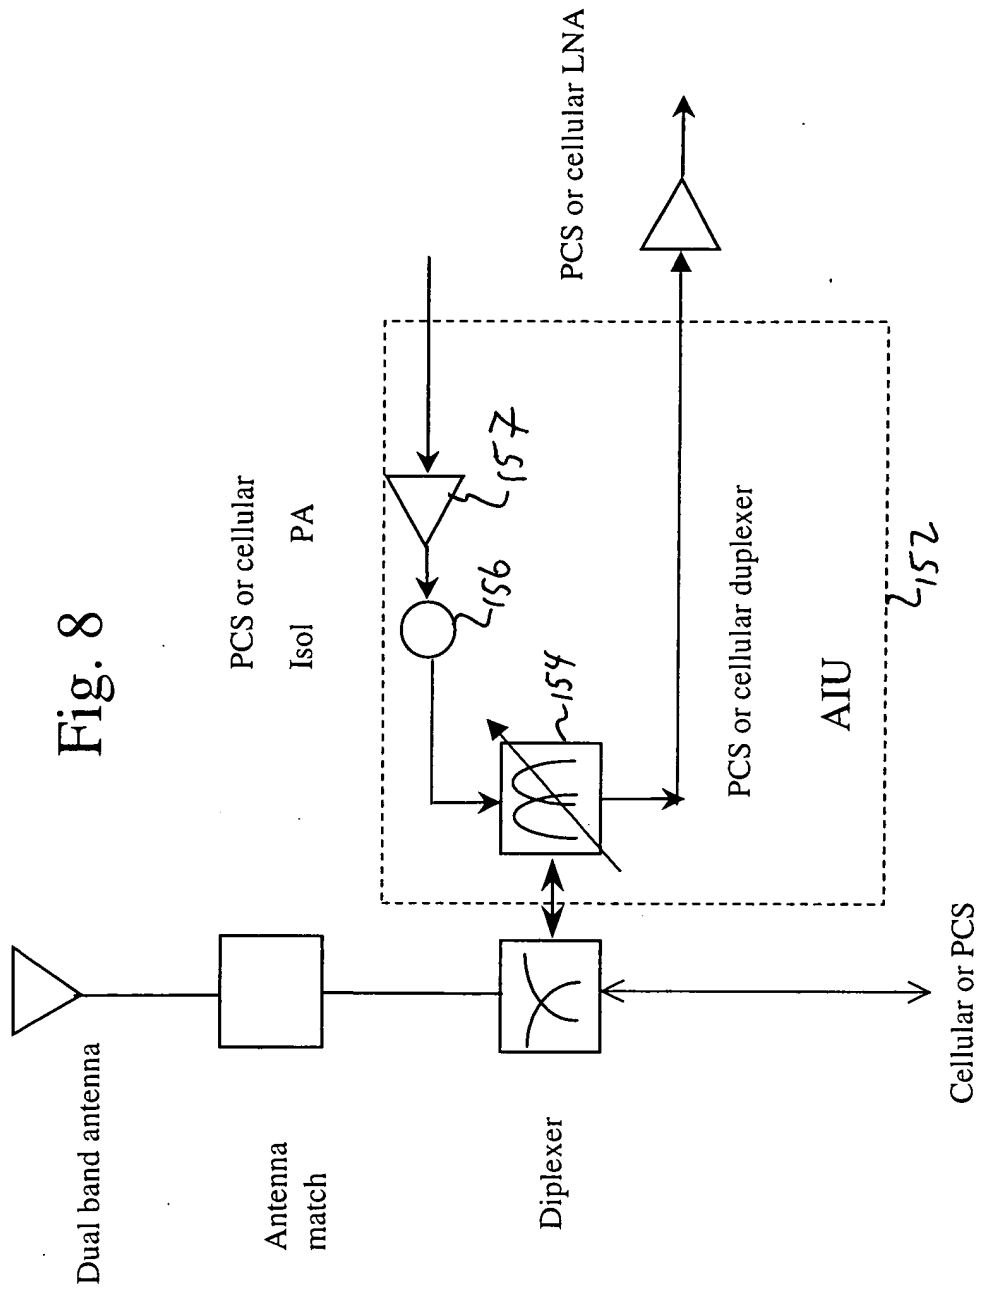 Fig. 8
Dual band antenna
Antenna
match
Diplexer
Cellular or PCS
PCS or cellular
Isol PA
PCS or cellular LNA
157
156
154
PCS or cellular duplexer
AIU
152